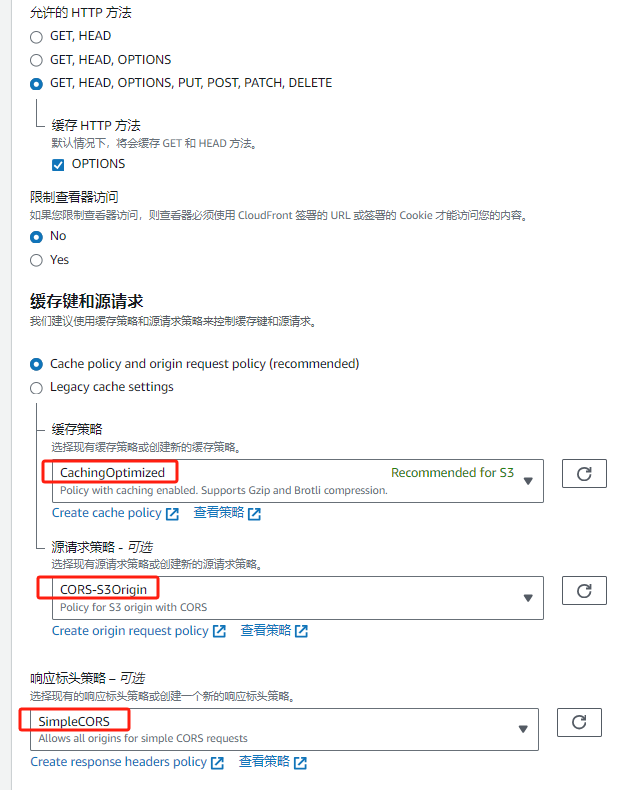 允许的 HTTP 方法
GET, HEAD
GET, HEAD, OPTIONS
GET, HEAD, OPTIONS, PUT, POST, PATCH, DELETE
缓存 HTTP 方法
默认情况下，将会缓存 GET 和 HEAD 方法。
OPTIONS
限制查看器访问
如果您限制查看器访问，则查看器必须使用 CloudFront 签署的 URL 或签署的 Cookie 才能访问您的内容。
No
Yes
缓存键和源请求
我们建议使用缓存策略和源请求策略来控制缓存键和源请求。
Cache policy and origin request policy (recommended)
Legacy cache settings
缓存策略
选择现有缓存策略或创建新的缓存策略。
CachingOptimized Recommended for S3
Policy with caching enabled. Supports Gzip and Brotli compression.
Create cache policy 查看策略
源请求策略 - 可选
选择现有源请求策略或创建新的源请求策略。
CORS-S3Origin
Policy for S3 origin with CORS
Create origin request policy 查看策略
响应标头策略 – 可选
选择现有的响应标头策略或创建一个新的响应标头策略。
SimpleCORS
Allows all origins for simple CORS requests
Create response headers policy 查看策略